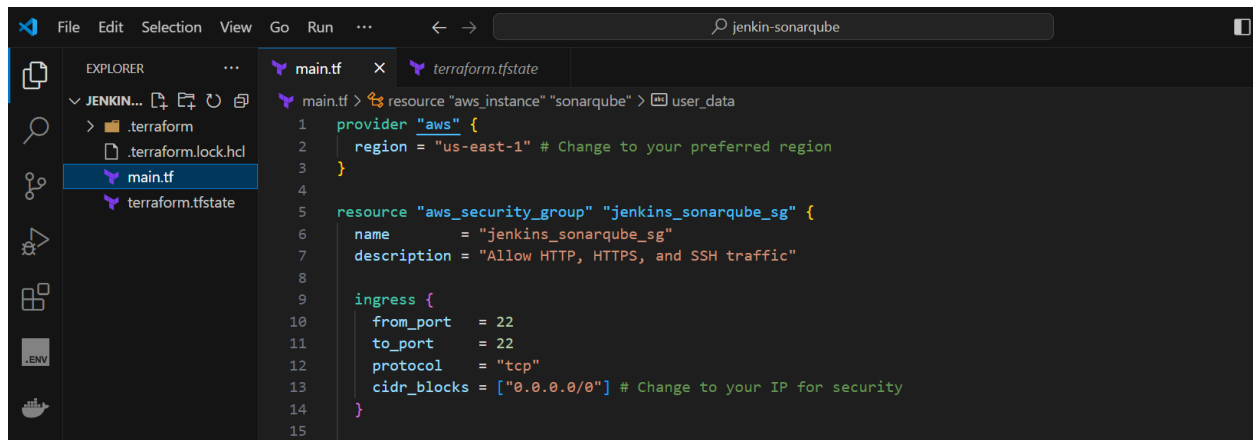 File Edit Selection View Go Run ··· ← → jenkin-sonarqube
EXPLORER ···
JENKIN...
.terraform
.terraform.lock.hcl
main.tf
terraform.tfstate
.ENV
main.tf × terraform.tfstate
main.tf > resource "aws_instance" "sonarqube" > abc user_data
1 provider "aws" {
2   region = "us-east-1" # Change to your preferred region
3 }
4
5 resource "aws_security_group" "jenkins_sonarqube_sg" {
6   name        = "jenkins_sonarqube_sg"
7   description = "Allow HTTP, HTTPS, and SSH traffic"
8
9   ingress {
10     from_port   = 22
11     to_port     = 22
12     protocol    = "tcp"
13     cidr_blocks = ["0.0.0.0/0"] # Change to your IP for security
14   }
15